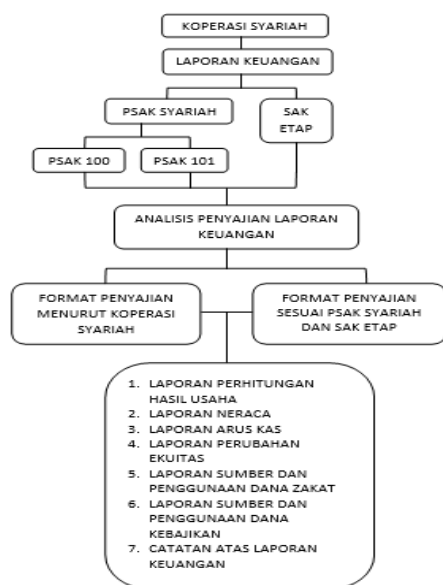 KOPERASI SYARIAH
LAPORAN KEUANGAN
PSAK SYARIAH
SAK
ETAP
PSAK 100
PSAK 101
ANALISIS PENYAJIAN LAPORAN
KEUANGAN
FORMAT PENYAJIAN
MENURUT KOPERASI
SYARIAH
FORMAT PENYAJIAN
SESUAI PSAK SYARIAH
DAN SAK ETAP
1. LAPORAN PERHITUNGAN
HASIL USAHA
2. LAPORAN NERACA
3. LAPORAN ARUS KAS
4. LAPORAN PERUBAHAN
EKUITAS
5. LAPORAN SUMBER DAN
PENGGUNAAN DANA ZAKAT
6. LAPORAN SUMBER DAN
PENGGUNAAN DANA
KEBAJIKAN
7. CATATAN ATAS LAPORAN
KEUANGAN